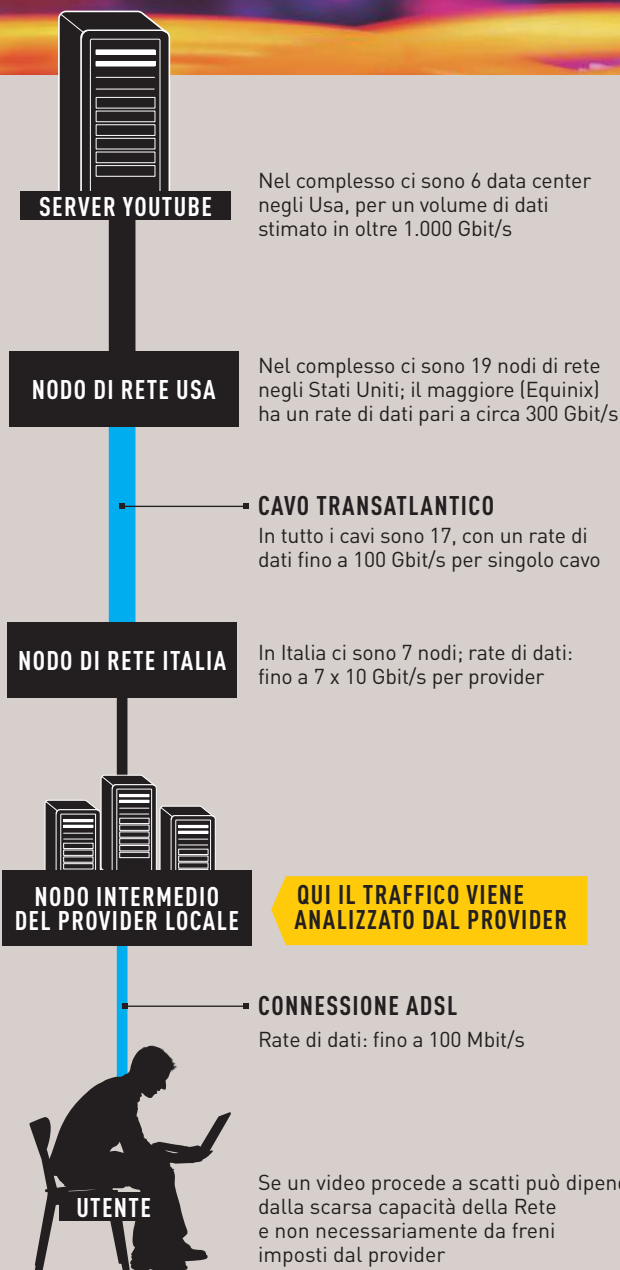 SERVER YOUTUBE
Nel complesso ci sono 6 data center
negli Usa, per un volume di dati
stimato in oltre 1.000 Gbit/s
NODO DI RETE USA
Nel complesso ci sono 19 nodi di rete
negli Stati Uniti; il maggiore (Equinix)
ha un rate di dati pari a circa 300 Gbit/s
CAVO TRANSATLANTICO
In tutto i cavi sono 17, con un rate di
dati fino a 100 Gbit/s per singolo cavo
NODO DI RETE ITALIA
In Italia ci sono 7 nodi; rate di dati:
fino a 7 x 10 Gbit/s per provider
NODO INTERMEDIO
DEL PROVIDER LOCALE
QUI IL TRAFFICO VIENE
ANALIZZATO DAL PROVIDER
CONNESSIONE ADSL
Rate di dati: fino a 100 Mbit/s
UTENTE
Se un video procede a scatti può
dalla scarsa capacità della Rete
e non necessariamente da freni
imposti dal provider